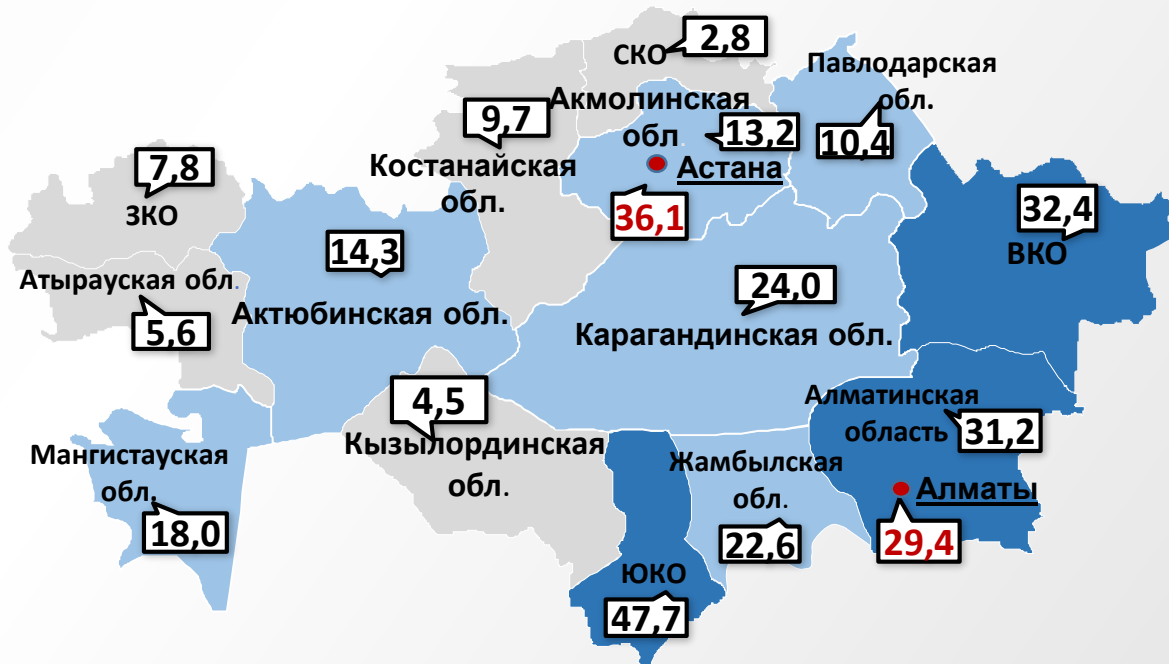 2,8
СКО
Павлодарская
обл.
10,4
Акмолинская
обл.
13,2
Астана
36,1
9,7
Костанайская
обл.
7,8
ЗКО
32,4
ВКО
14,3
Актюбинская обл.
Атырауская обл.
5,6
24,0
Карагандинская обл.
4,5
Кызылординская
обл.
Алматинская
область
31,2
Мангистауская
обл.
18,0
Жамбылская
обл.
22,6
Алматы
29,4
ЮКО
47,7